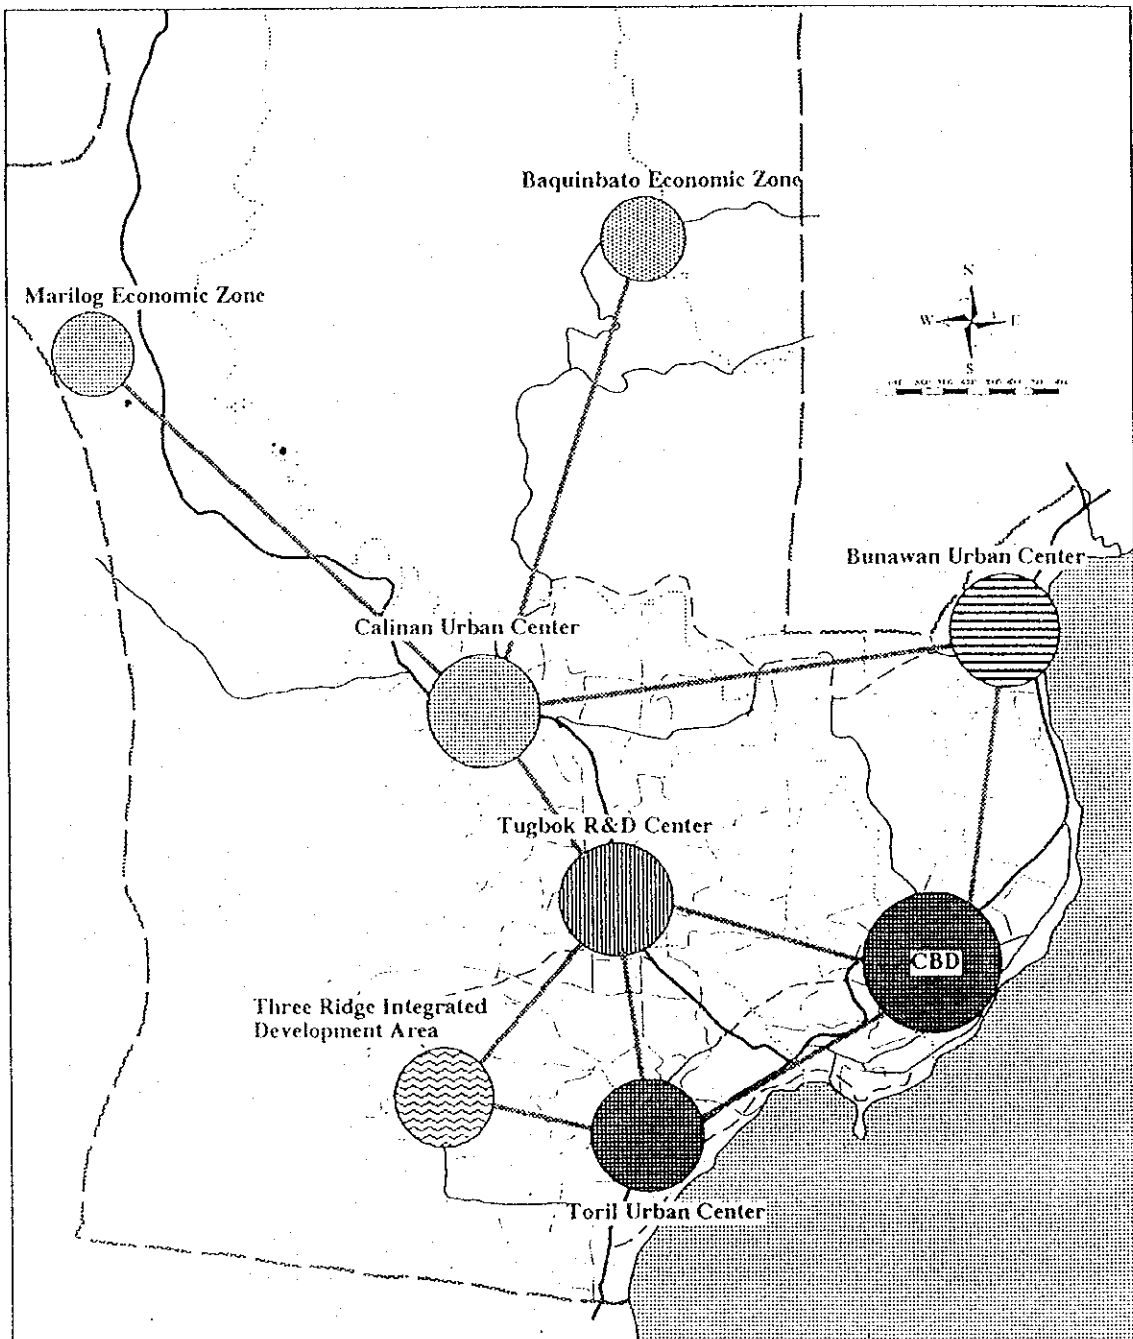 Baquinbato Economic Zone
Marilog Economic Zone
N
W
E
S
Bunawan Urban Center
Calinan Urban Center
Tugbok R&D Center
CBD
Three Ridge Integrated
Development Area
Toril Urban Center